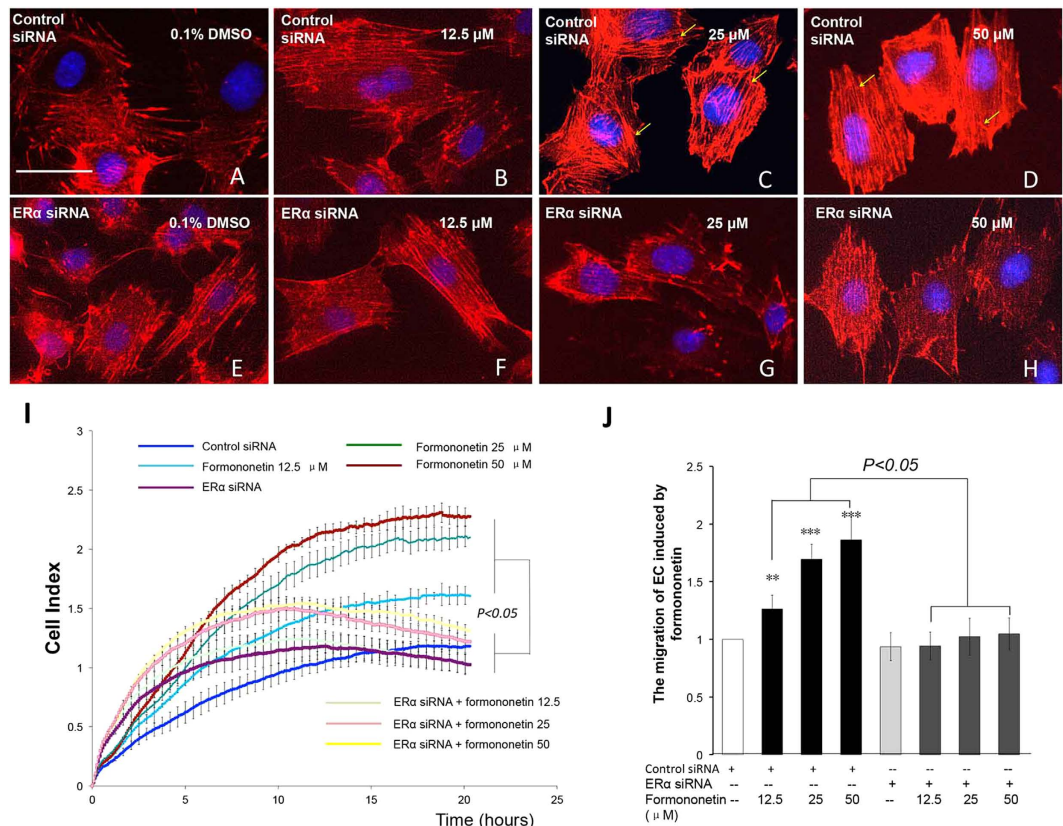 Control
siRNA
0.1% DMSO
A
Control
siRNA
12.5 µM
B
Control
siRNA
25 µM
C
Control
siRNA
50 µM
D
ERα siRNA
0.1% DMSO
E
ERα siRNA
12.5 µM
F
ERα siRNA
25 µM
G
ERα siRNA
50 µM
H
I
Cell Index
3
2.5
2
1.5
1
0.5
0
0 5 10 15 20 25
Time (hours)
Control siRNA
Formononetin 12.5 µM
ERα siRNA
Formononetin 25 µM
Formononetin 50 µM
P<0.05
ERα siRNA + formononetin 12.5
ERα siRNA + formononetin 25
ERα siRNA + formononetin 50
J
The migration of EC induced by
formononetin
2.5
2
1.5
1
0.5
0
P<0.05
** *** ***
Control siRNA + + + + -- -- -- --
ERα siRNA -- -- -- -- + + + +
Formononetin -- 12.5 25 50 -- 12.5 25 50
( µM)